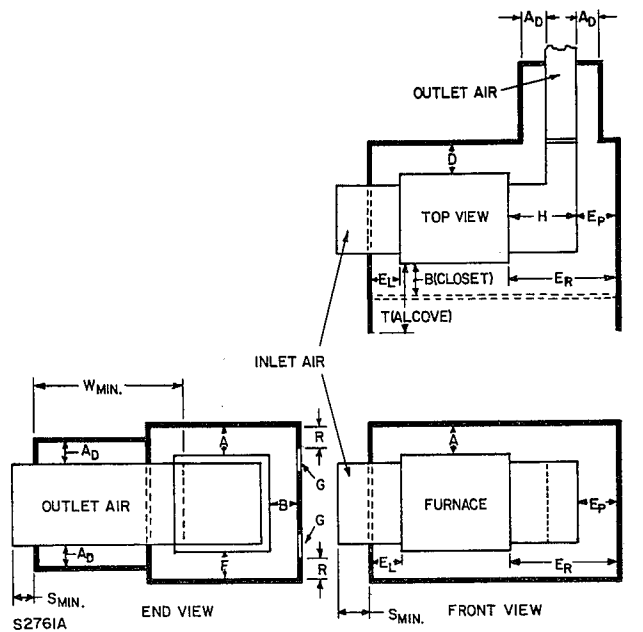 A_D A_D
OUTLET AIR
D
TOP VIEW
H
E_P
E_L
B(CLOSET)
E_R
T(ALCOVE)
INLET AIR
W_MIN.
A_D
A
R
G
OUTLET AIR
B
G
A_D
F
R
S_MIN.
END VIEW
S2761A
A
FURNACE
E_P
E_L
E_R
S_MIN.
FRONT VIEW